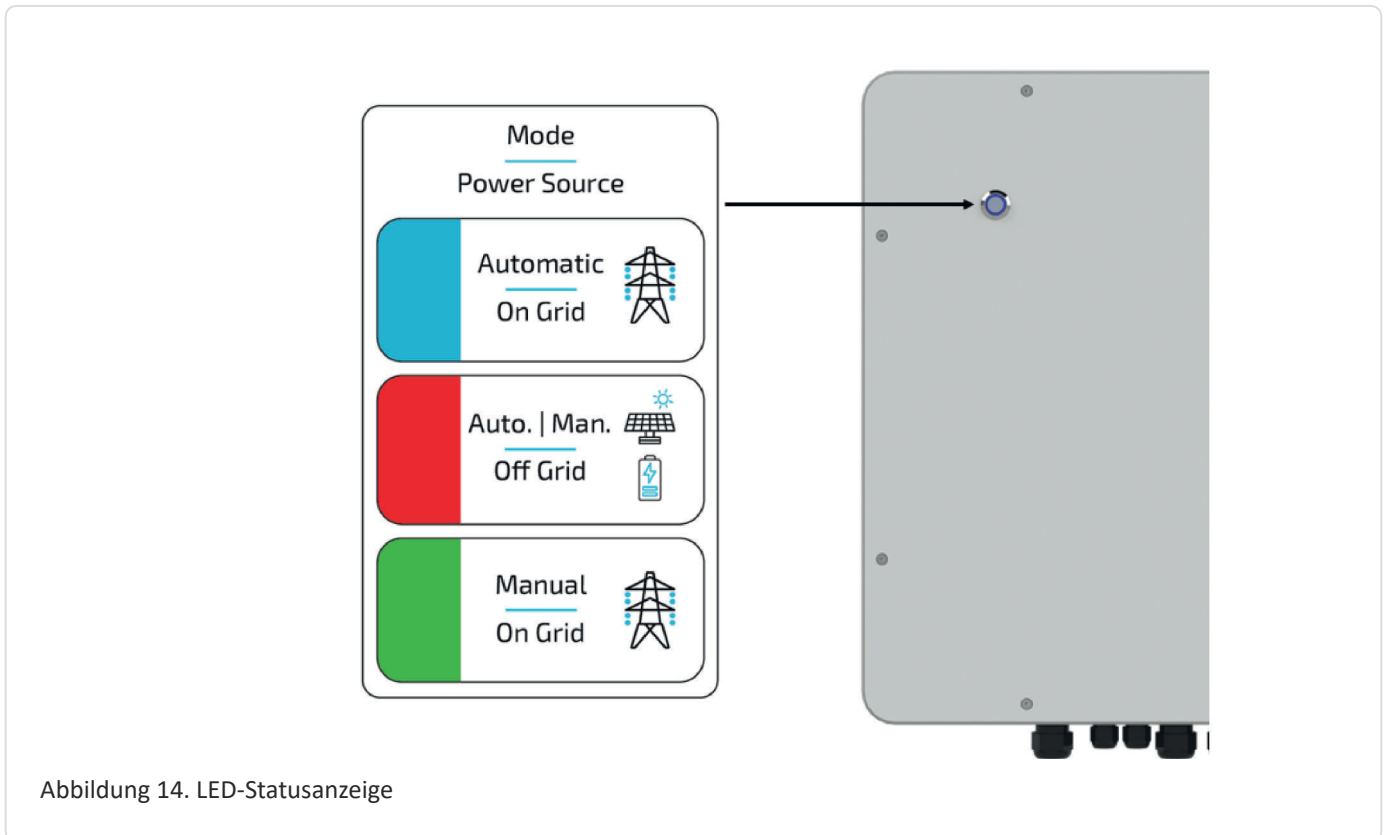 Mode
Power Source
Automatic
On Grid
Auto. | Man.
Off Grid
Manual
On Grid
Abbildung 14. LED-Statusanzeige